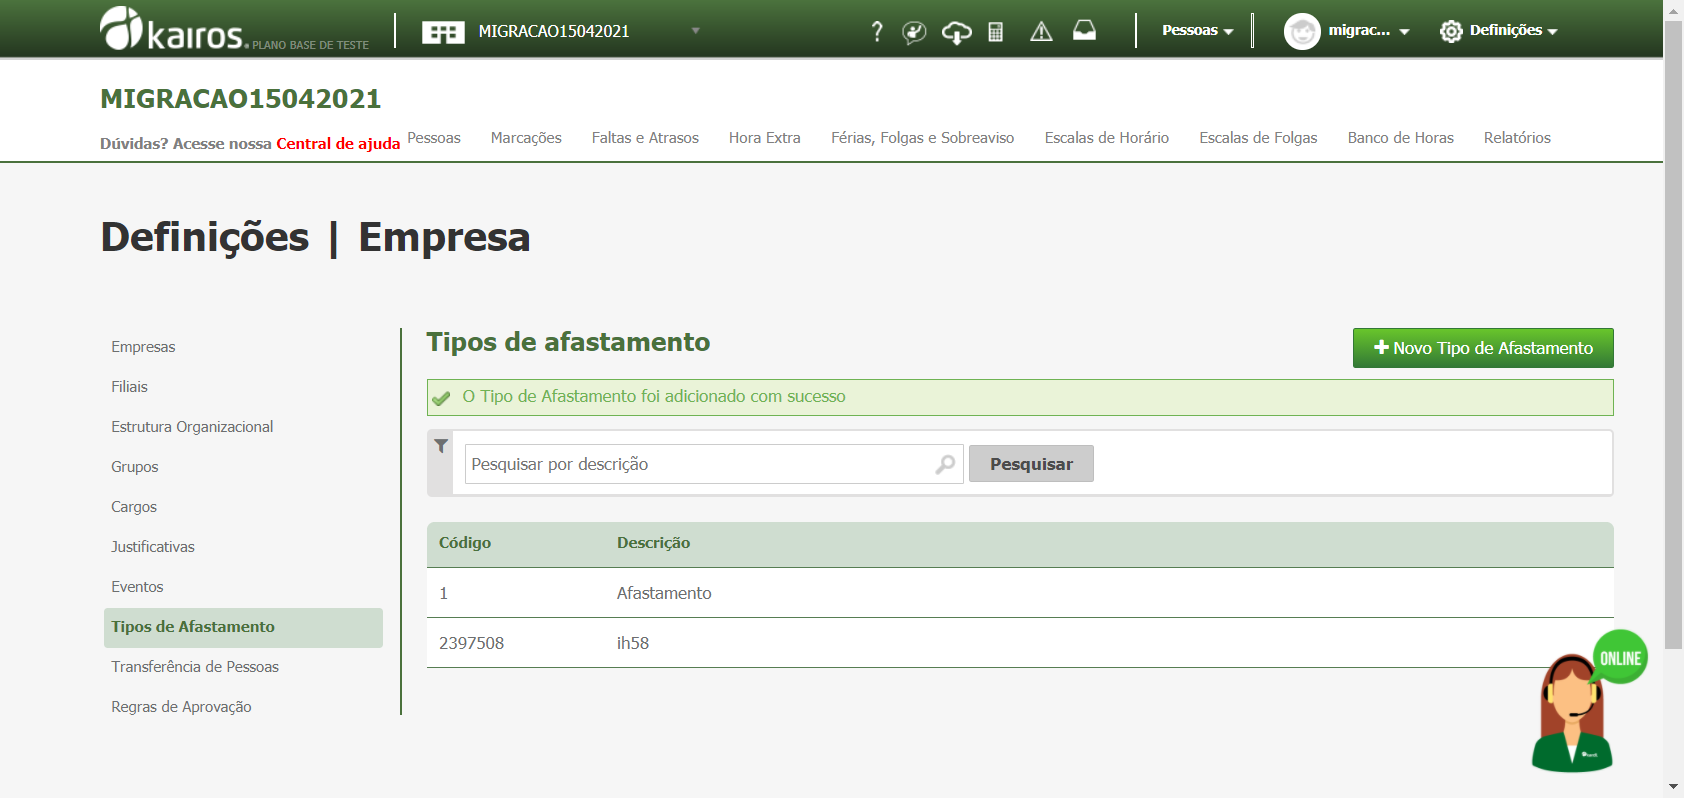 kairos. PLANO BASE DE TESTE
MIGRACAO15042021
?
Pessoas
migrac...
Definições
MIGRACAO15042021
Dúvidas? Acesse nossa Central de ajuda
Pessoas
Marcações
Faltas e Atrasos
Hora Extra
Férias, Folgas e Sobreaviso
Escalas de Horário
Escalas de Folgas
Banco de Horas
Relatórios
Definições | Empresa
Empresas
Filiais
Estrutura Organizacional
Grupos
Cargos
Justificativas
Eventos
Tipos de Afastamento
Transferência de Pessoas
Regras de Aprovação
Tipos de afastamento
+ Novo Tipo de Afastamento
O Tipo de Afastamento foi adicionado com sucesso
Pesquisar por descrição
Pesquisar
Código Descrição
1 Afastamento
2397508 ih58
ONLINE